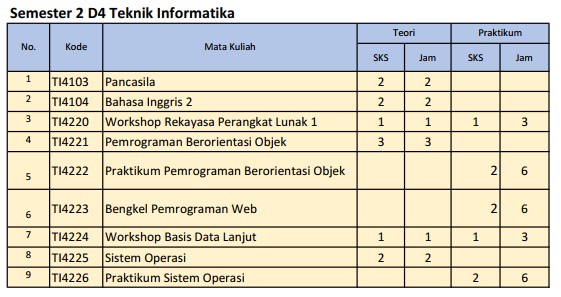 Semester 2 D4 Teknik Informatika
No. Kode Mata Kuliah Teori Praktikum
SKS Jam SKS Jam
1 TI4103 Pancasila 2 2
2 TI4104 Bahasa Inggris 2 2 2
3 TI4220 Workshop Rekayasa Perangkat Lunak 1 1 1 1 3
4 TI4221 Pemrograman Berorientasi Objek 3 3
5 TI4222 Praktikum Pemrograman Berorientasi Objek 2 6
6 TI4223 Bengkel Pemrograman Web 2 6
7 TI4224 Workshop Basis Data Lanjut 1 1 1 3
8 TI4225 Sistem Operasi 2 2
9 TI4226 Praktikum Sistem Operasi 2 6